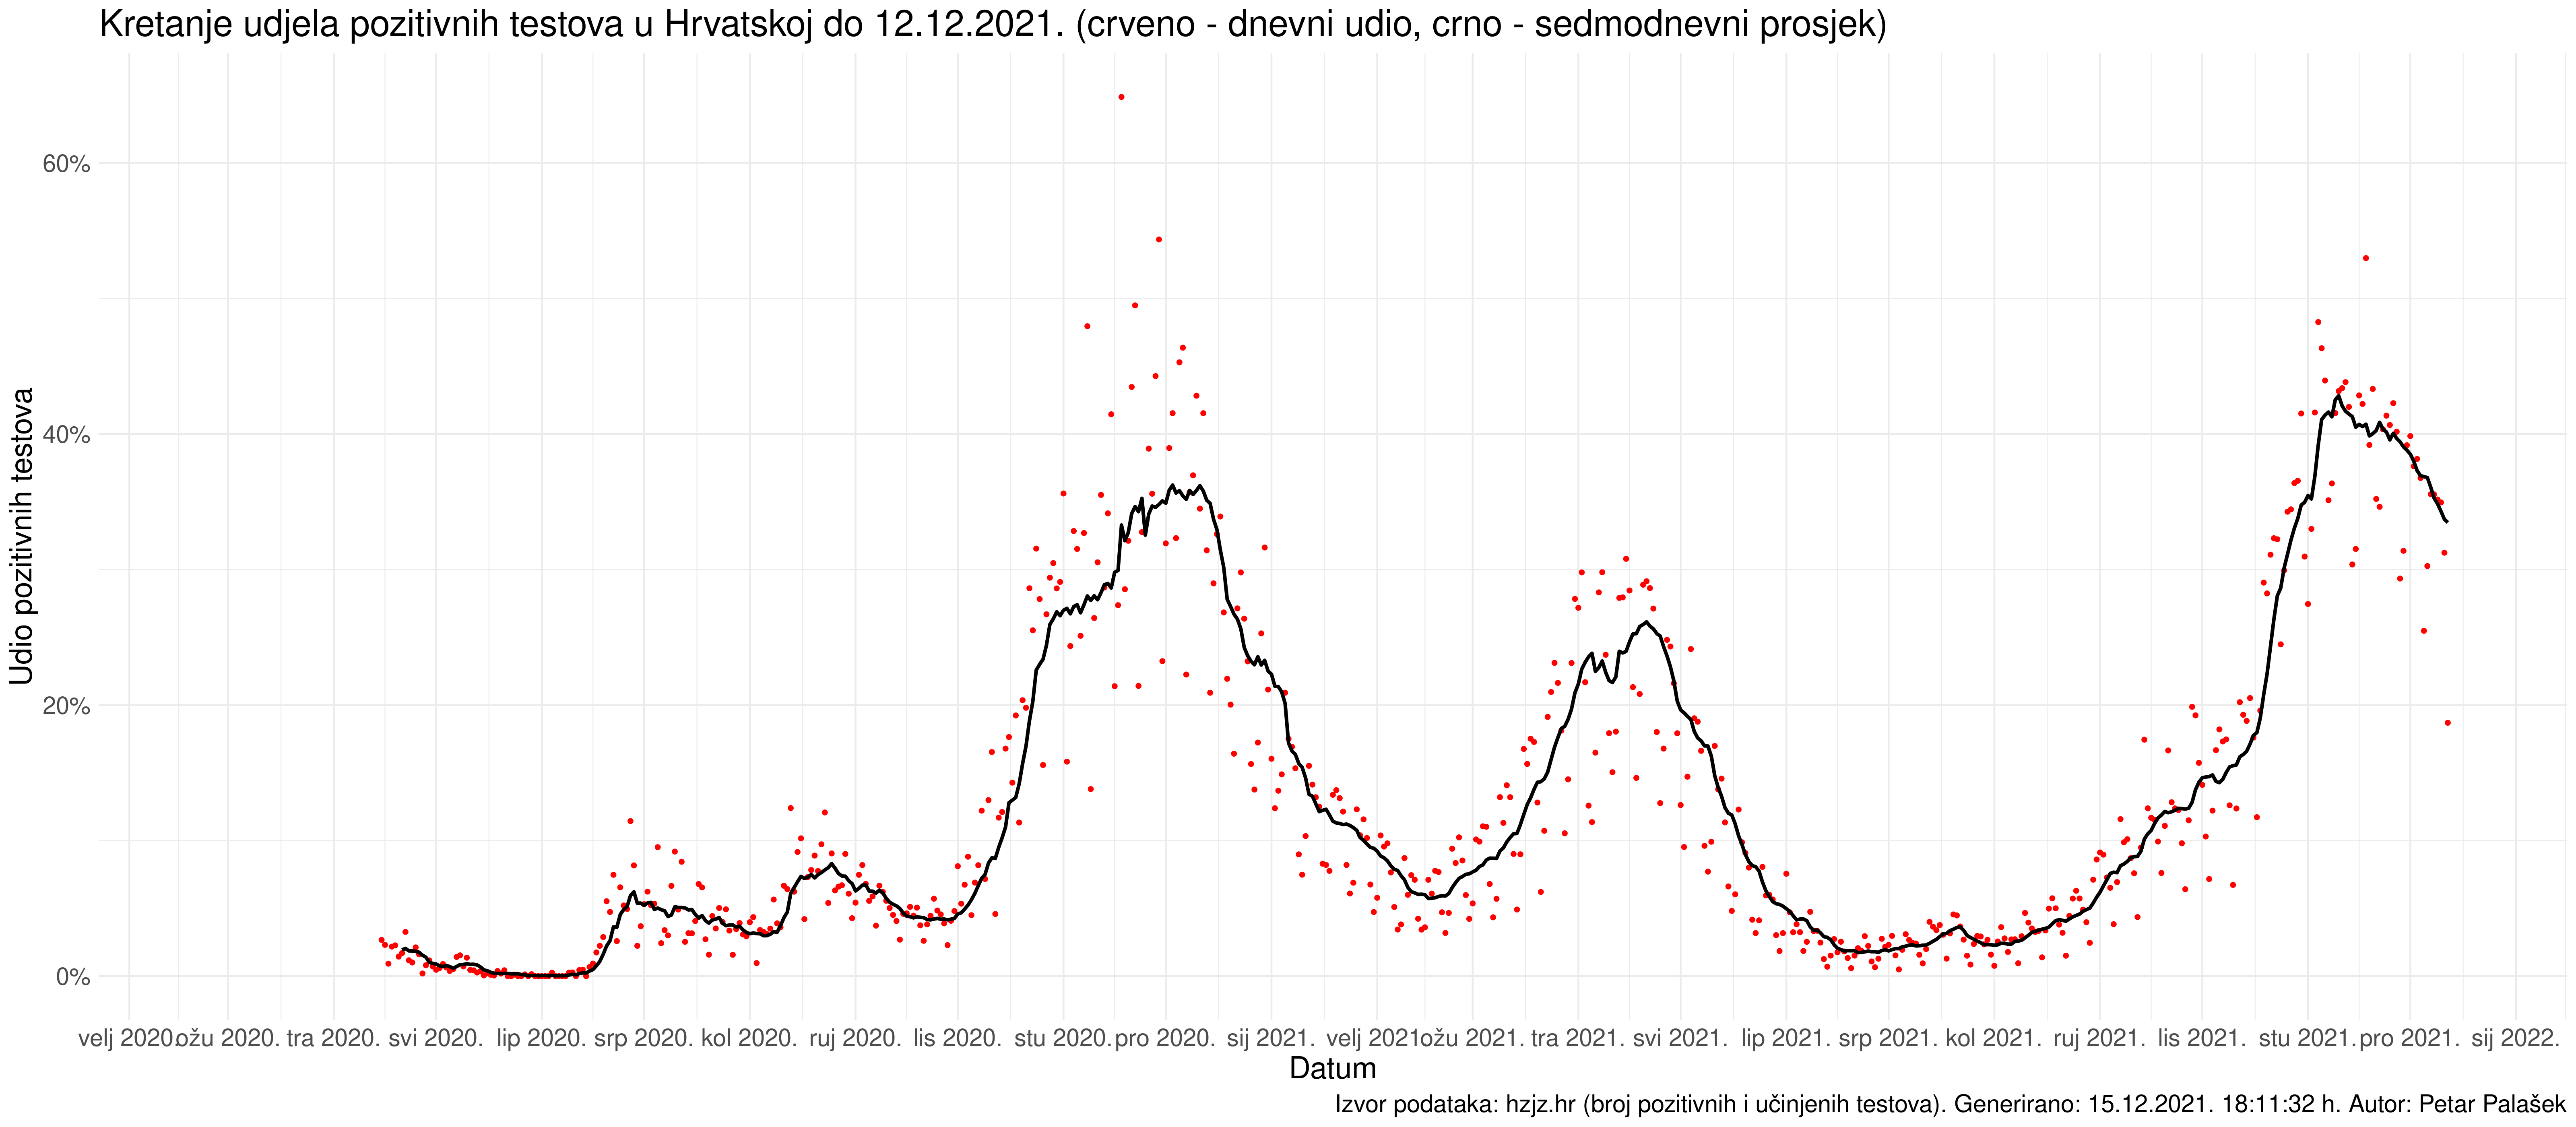 Kretanje udjela pozitivnih testova u Hrvatskoj do 12.12.2021. (crveno - dnevni udio, crno - sedmodnevni prosjek)
Udio pozitivnih testova
60%
40%
20%
0%
velj 2020. ožu 2020. tra 2020. svi 2020. lip 2020. srp 2020. kol 2020. ruj 2020. lis 2020. stu 2020. pro 2020. sij 2021. velj 2021. ožu 2021. tra 2021. svi 2021. lip 2021. srp 2021. kol 2021. ruj 2021. lis 2021. stu 2021. pro 2021. sij 2022.
Datum
Izvor podataka: hzjz.hr (broj pozitivnih i učinjenih testova). Generirano: 15.12.2021. 18:11:32 h. Autor: Petar Palašek